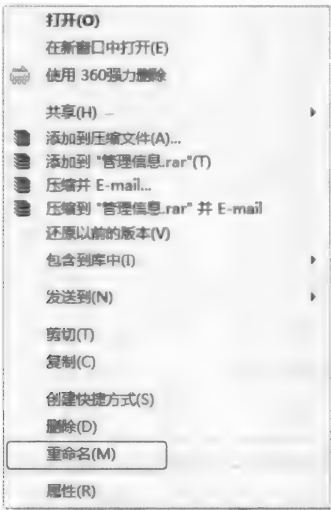 打开(O)
在新窗口中打开(E)
使用 360强力删除
共享(H)
添加到压缩文件(A)...
添加到 "管理信息.rar"(T)
压缩并 E-mail...
压缩到 "管理信息.rar" 并 E-mail
还原以前的版本(V)
包含到库中(I)
发送到(N)
剪切(T)
复制(C)
创建快捷方式(S)
删除(D)
重命名(M)
属性(R)